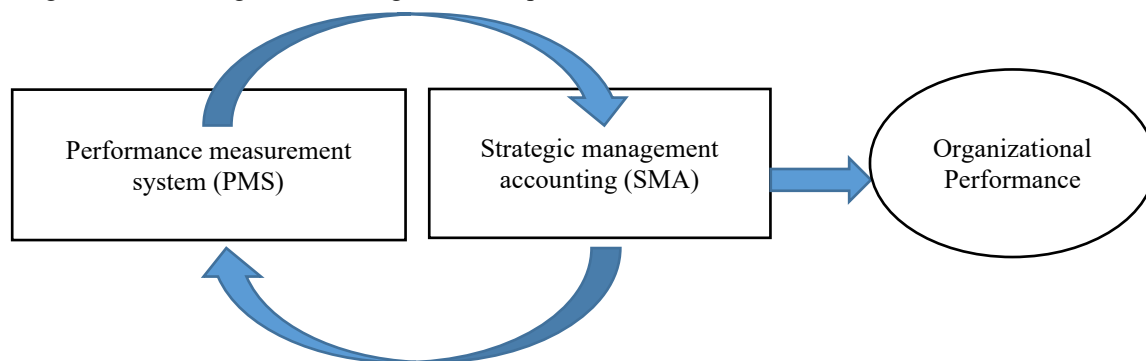 Performance measurement
system (PMS)
Strategic management
accounting (SMA)
Organizational
Performance